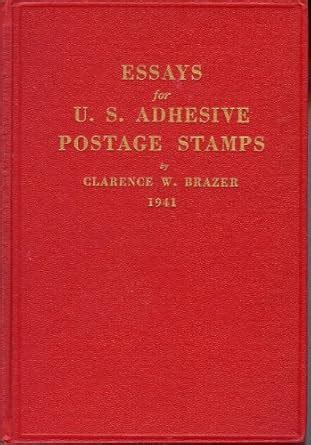 ESSAYS
for
U. S. ADHESIVE
POSTAGE STAMPS
by
CLARENCE W. BRAZER
1941